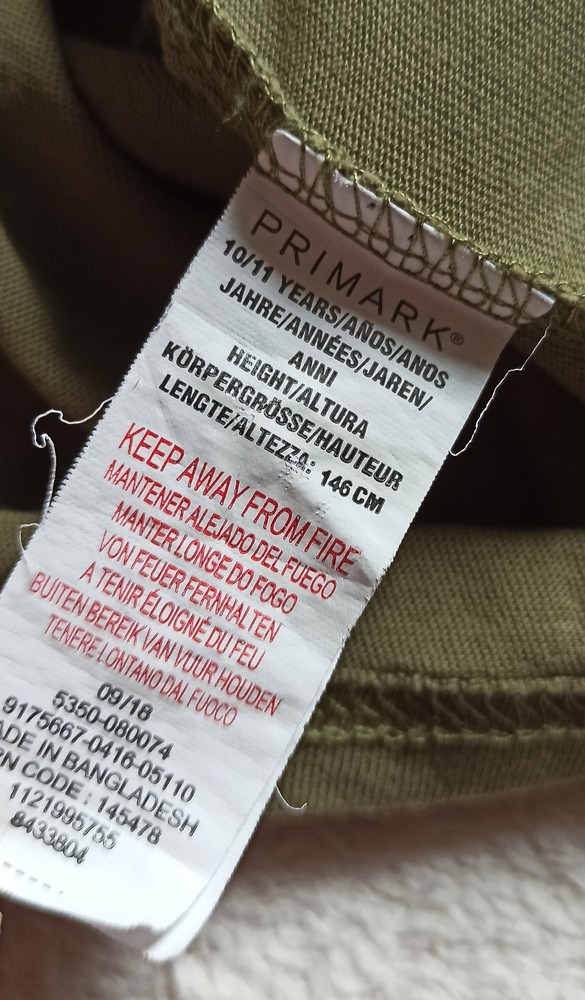 PRIMARK®
10/11 YEARS/AÑOS/ANOS
JAHRE/ANNÉES/JAREN/
ANNI
HEIGHT/ALTURA
KÖRPERGRÖSSE/HAUTEUR
LENGTE/ALTEZZA: 146 CM
KEEP AWAY FROM FIRE
MANTENER ALEJADO DEL FUEGO
MANTER LONGE DO FOGO
VON FEUER FERNHALTEN
A TENIR ÉLOIGNÉ DU FEU
BUITEN BEREIK VAN VUUR HOUDEN
TENERE LONTANO DAL FUOCO
09/18
5350-080074
9175667-0416-05110
ADE IN BANGLADESH
RN CODE : 145478
1121995755
8433804